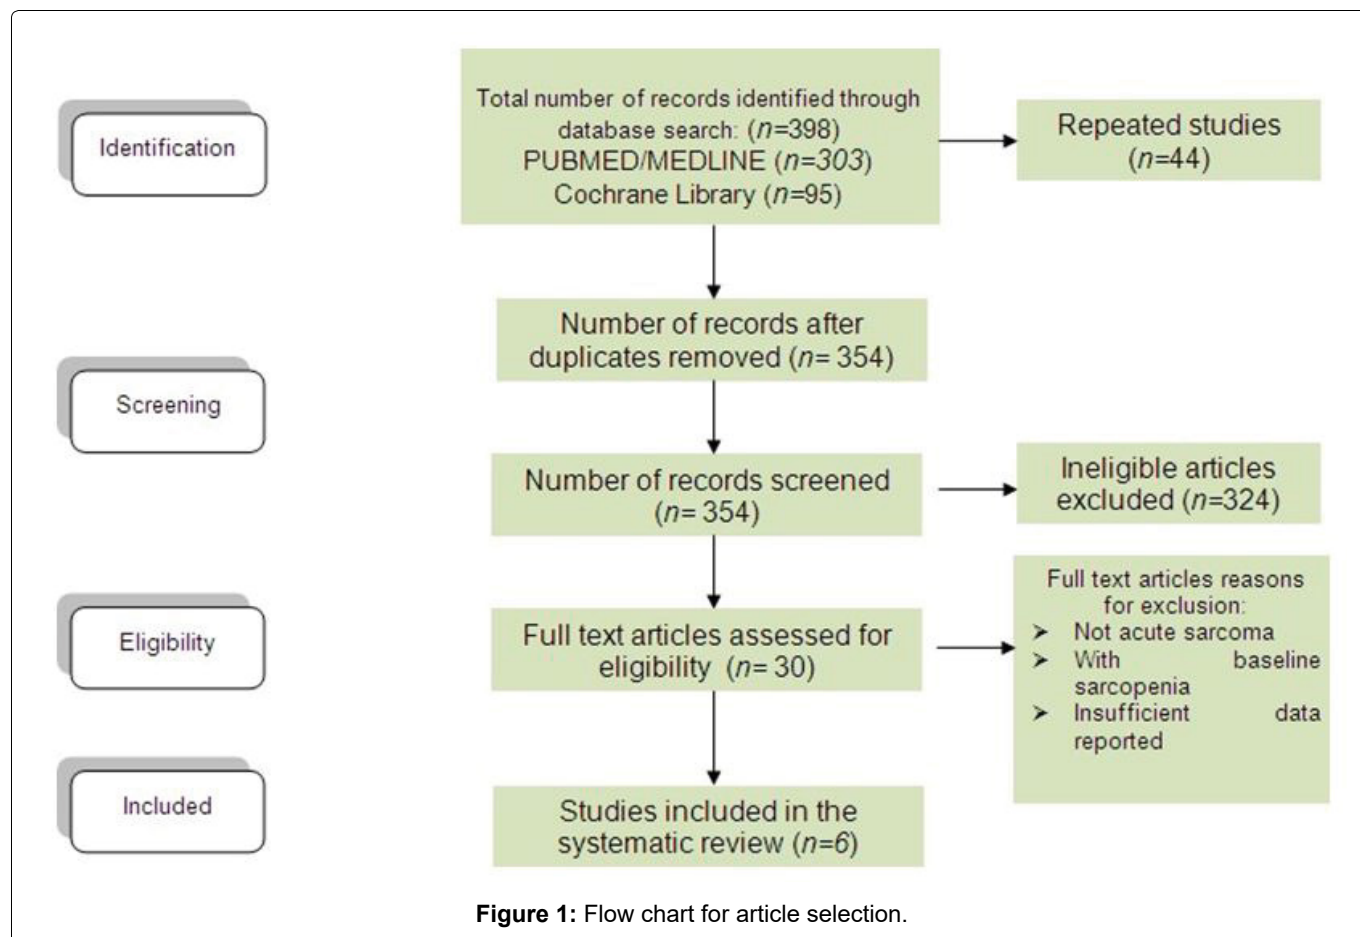 Identification
Total number of records identified through
database search: (n=398)
PUBMED/MEDLINE (n=303)
Cochrane Library (n=95)
Repeated studies
(n=44)
Number of records after
duplicates removed (n= 354)
Screening
Number of records screened
(n= 354)
Ineligible articles
excluded (n=324)
Eligibility
Full text articles assessed for
eligibility (n= 30)
Full text articles reasons
for exclusion:
➤ Not acute sarcoma
➤ With baseline
sarcopenia
➤ Insufficient data
reported
Included
Studies included in the
systematic review (n=6)
Figure 1: Flow chart for article selection.